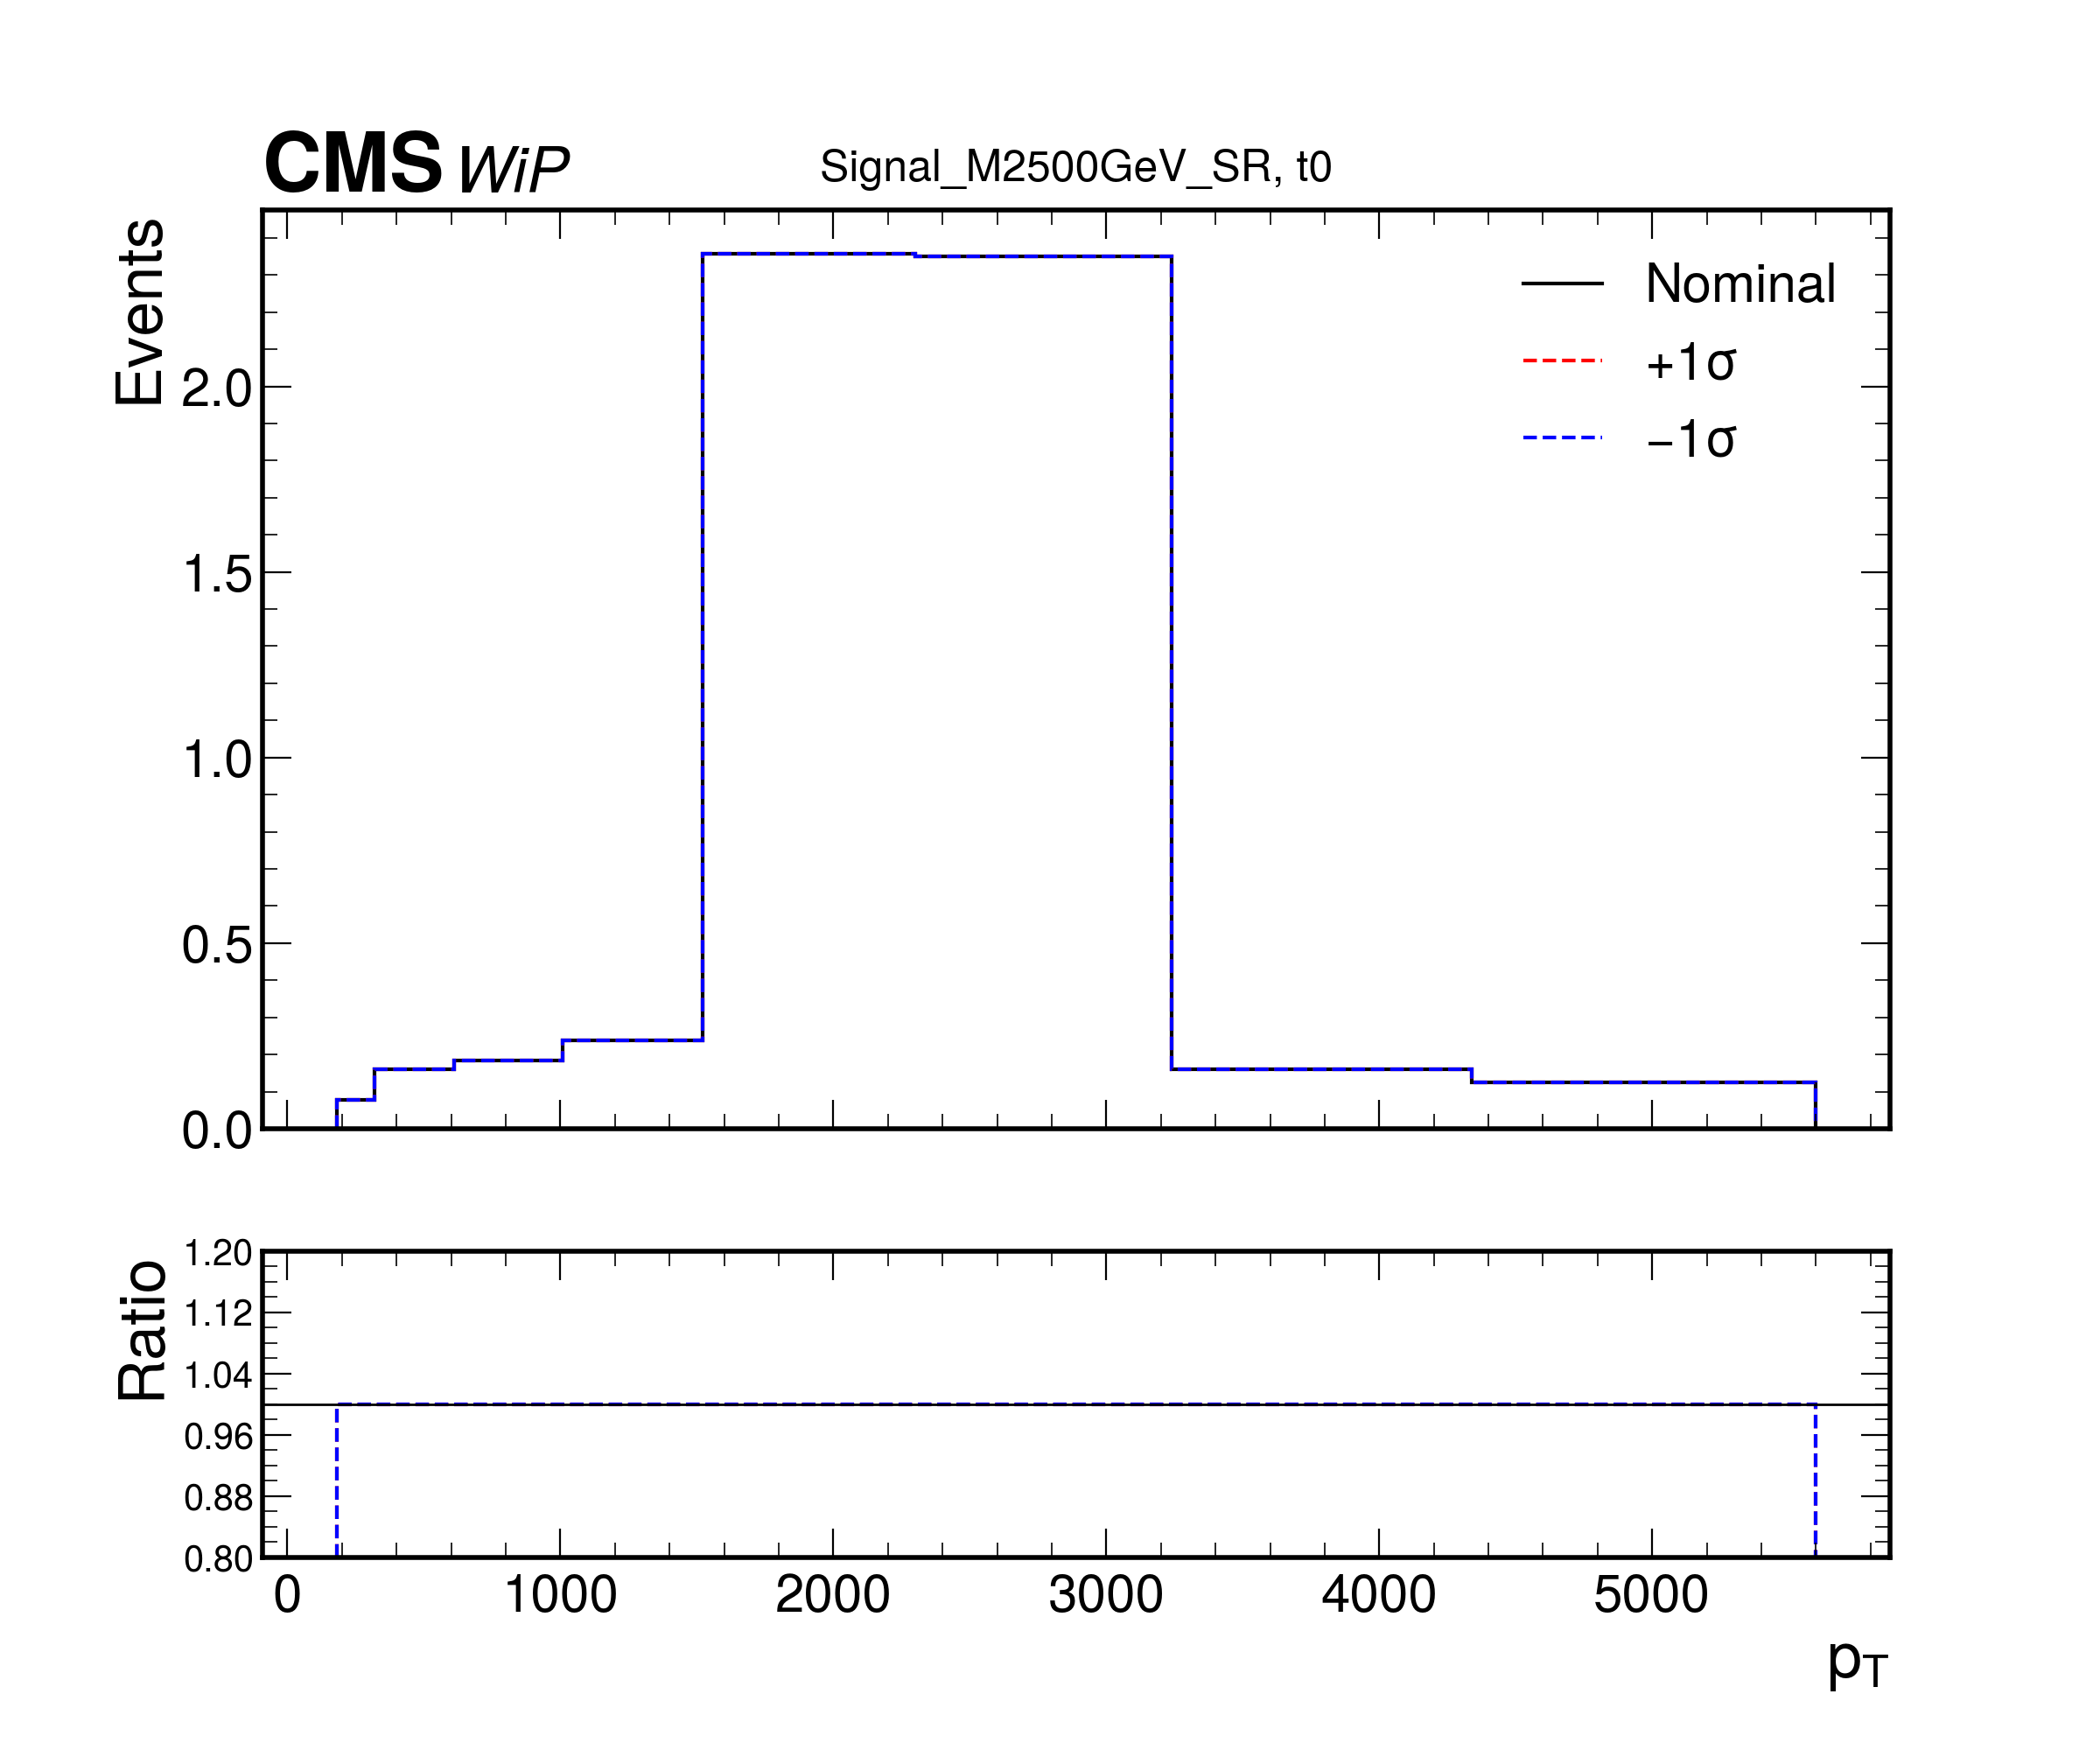 CMS WiP
Signal_M2500GeV_SR, t0
Events
2.0
1.5
1.0
0.5
0.0
Nominal
+1σ
−1σ
Ratio
1.20
1.12
1.04
0.96
0.88
0.80
0 1000 2000 3000 4000 5000
pT